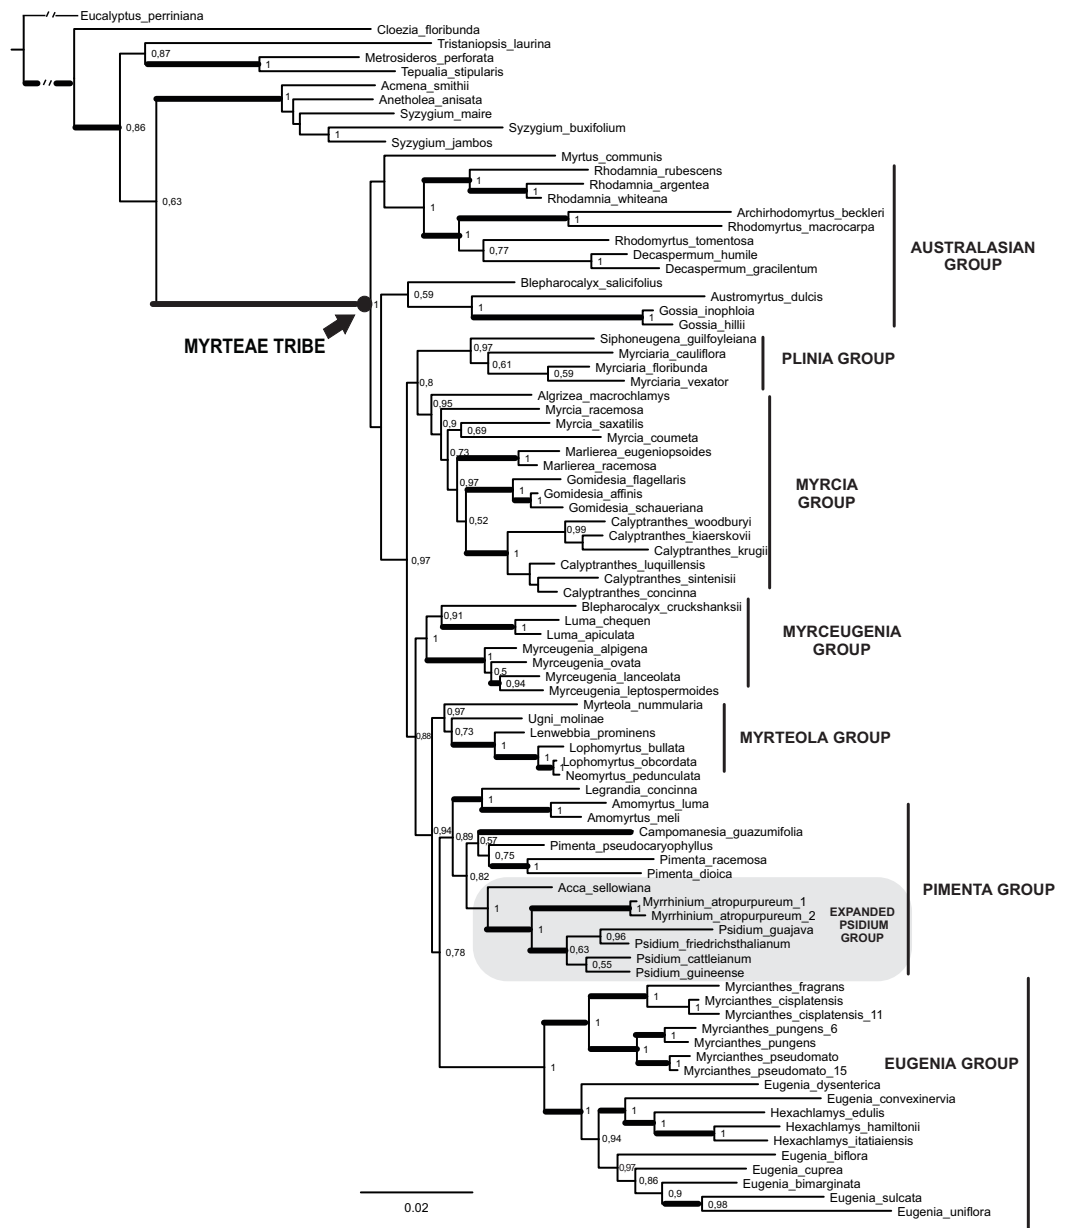 Eucalyptus_perriniana
Cloezia_floribunda
Tristaniopsis_laurina
0,87
Metrosideros_perforata
1
Tepualia_stipularis
Acmena_smithii
1
Anetholea_anisata
Syzygium_maire
0,86
Syzygium_buxifolium
1
Syzygium_jambos
Myrtus_communis
Rhodamnia_rubescens
1
Rhodamnia_argentea
1
Rhodamnia_whiteana
0,63
1
Archirhodomyrtus_beckleri
1
Rhodomyrtus_macrocarpa
1
Rhodomyrtus_tomentosa
0,77
Decaspermum_humile
1
Decaspermum_gracilentum
AUSTRALASIAN
GROUP
Blepharocalyx_salicifolius
0,59
Austromyrtus_dulcis
1
1
Gossia_inophloia
1
Gossia_hillii
MYRTEAE TRIBE
Siphoneugena_guilfoyleiana
0,97
Myrciaria_cauliflora
0,61
Myrciaria_floribunda
0,59
Myrciaria_vexator
PLINIA GROUP
0,8
Algrizea_macrochlamys
0,95
Myrcia_racemosa
0,9
Myrcia_saxatilis
0,69
Myrcia_coumeta
0,73
Marlierea_eugeniopsoides
1
Marlierea_racemosa
0,97
Gomidesia_flagellaris
1
Gomidesia_affinis
1
Gomidesia_schaueriana
MYRCIA
GROUP
0,52
Calyptranthes_woodburyi
0,99
Calyptranthes_kiaerskovii
Calyptranthes_krugii
1
Calyptranthes_luquillensis
Calyptranthes_sintenisii
Calyptranthes_concinna
0,97
Blepharocalyx_cruckshanksii
0,91
Luma_chequen
1
Luma_apiculata
1
Myrceugenia_alpigena
1
Myrceugenia_ovata
0,5
Myrceugenia_lanceolata
0,94
Myrceugenia_leptospermoides
MYRCEUGENIA
GROUP
Myrteola_nummularia
0,97
Ugni_molinae
0,73
Lenwebbia_prominens
0,88
1
Lophomyrtus_bullata
1
Lophomyrtus_obcordata
1
Neomyrtus_pedunculata
MYRTEOLA GROUP
Legrandia_concinna
1
Amomyrtus_luma
1
Amomyrtus_meli
0,94
0,89
Campomanesia_guazumifolia
0,57
Pimenta_pseudocaryophyllus
0,75
Pimenta_racemosa
1
Pimenta_dioica
0,82
PIMENTA GROUP
Acca_sellowiana
1
Myrrhinium_atropurpureum_1
1
Myrrhinium_atropurpureum_2
1
Psidium_guajava
0,96
Psidium_friedrichsthalianum
0,63
Psidium_cattleianum
0,55
Psidium_guineense
EXPANDED
PSIDIUM
GROUP
0,78
Myrcianthes_fragrans
1
Myrcianthes_cisplatensis
1
Myrcianthes_cisplatensis_11
1
Myrcianthes_pungens_6
1
Myrcianthes_pungens
1
Myrcianthes_pseudomato
1
Myrcianthes_pseudomato_15
EUGENIA GROUP
1
Eugenia_dysenterica
1
Eugenia_convexinervia
1
Hexachlamys_edulis
1
Hexachlamys_hamiltonii
1
Hexachlamys_itatiaiensis
0,94
Eugenia_biflora
0,97
Eugenia_cuprea
0,86
Eugenia_bimarginata
0,9
Eugenia_sulcata
0,98
Eugenia_uniflora
0.02